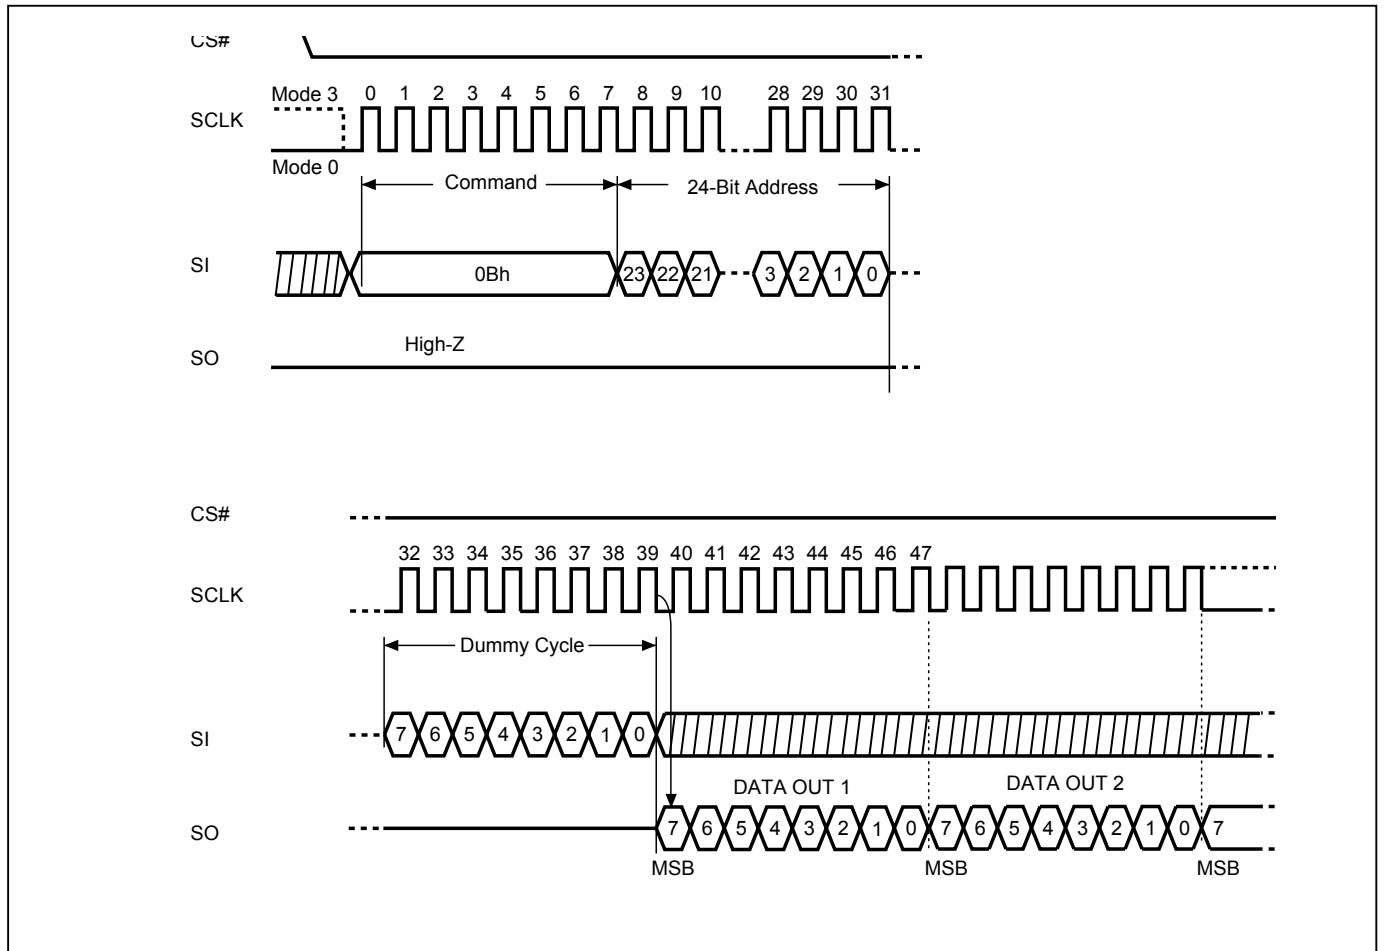 CS#
Mode 3 0 1 2 3 4 5 6 7 8 9 10 28 29 30 31
SCLK
Mode 0
Command 24-Bit Address
SI 0Bh 23 22 21 3 2 1 0
High-Z
SO
CS#
32 33 34 35 36 37 38 39 40 41 42 43 44 45 46 47
SCLK
Dummy Cycle
SI 7 6 5 4 3 2 1 0
DATA OUT 1 DATA OUT 2
SO 7 6 5 4 3 2 1 0 7 6 5 4 3 2 1 0 7
MSB MSB MSB